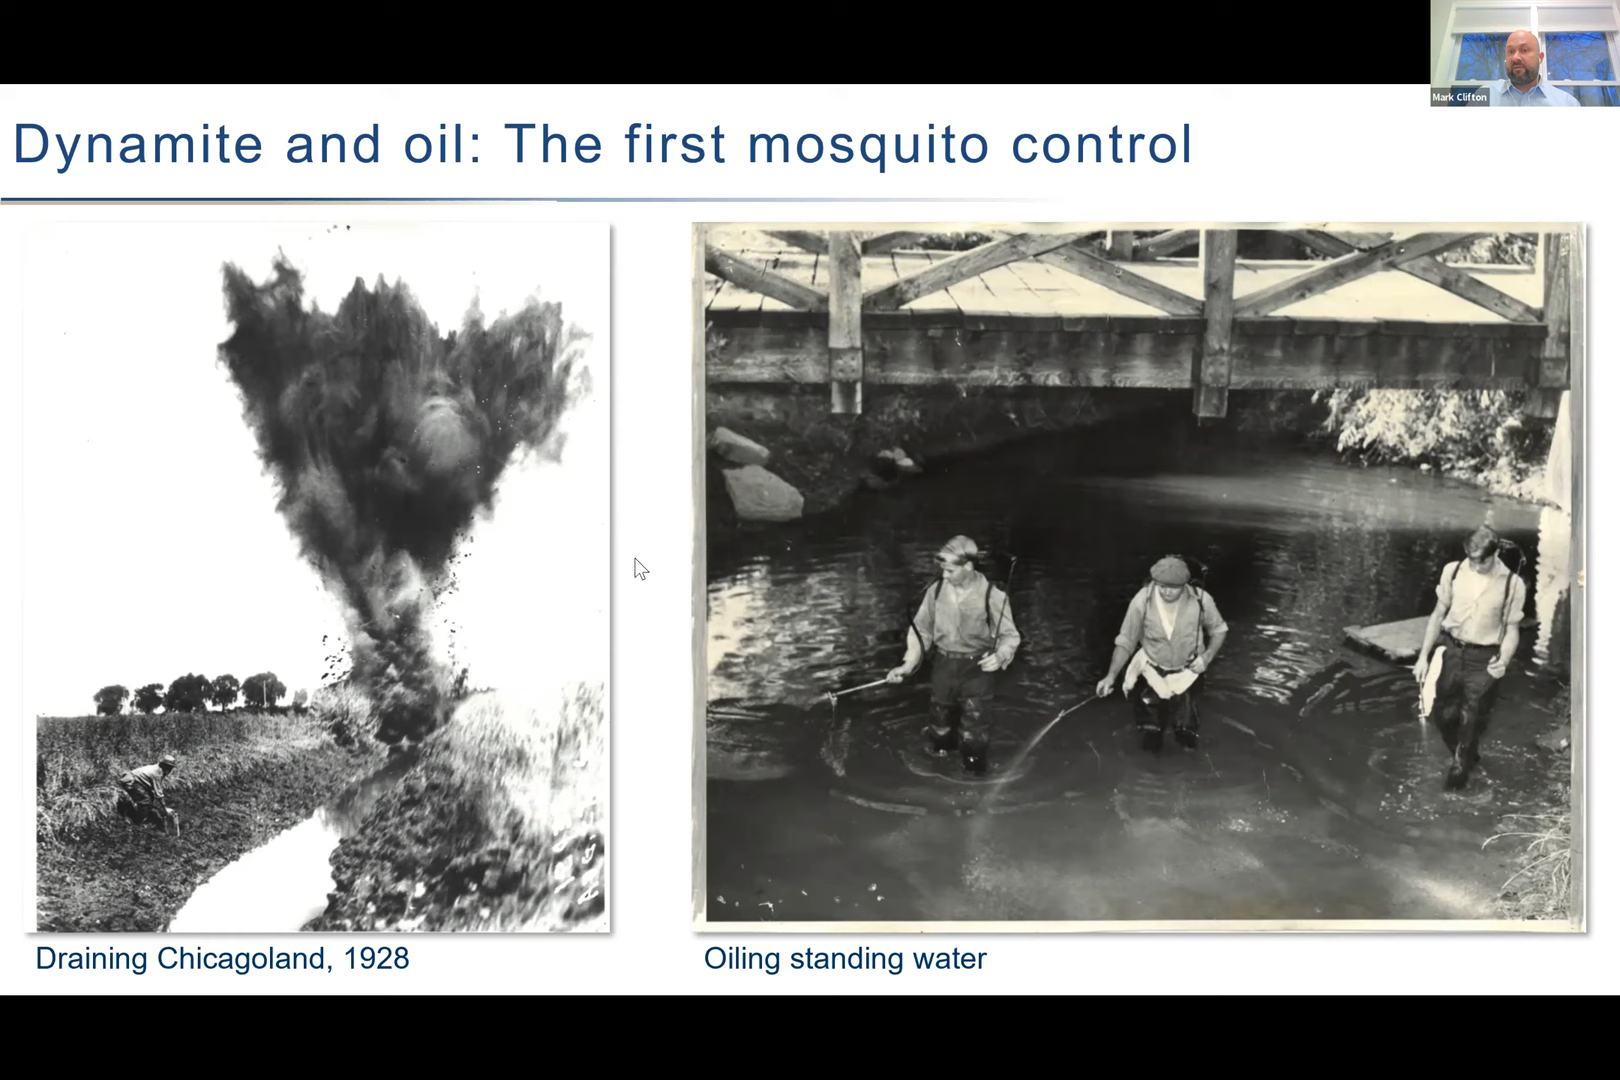 Mark Clifton
Dynamite and oil: The first mosquito control
Draining Chicagoland, 1928
Oiling standing water